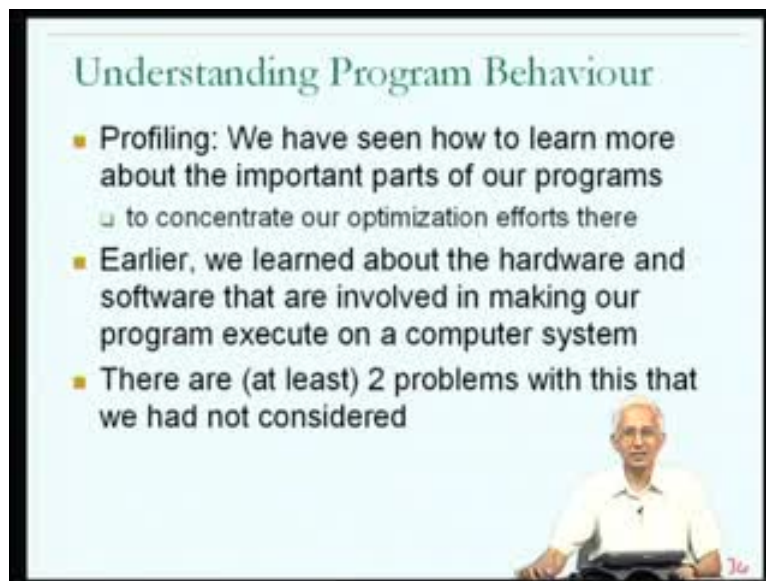 Understanding Program Behaviour
Profiling: We have seen how to learn more
about the important parts of our programs
to concentrate our optimization efforts there
Earlier, we learned about the hardware and
software that are involved in making our
program execute on a computer system
There are (at least) 2 problems with this that
we had not considered